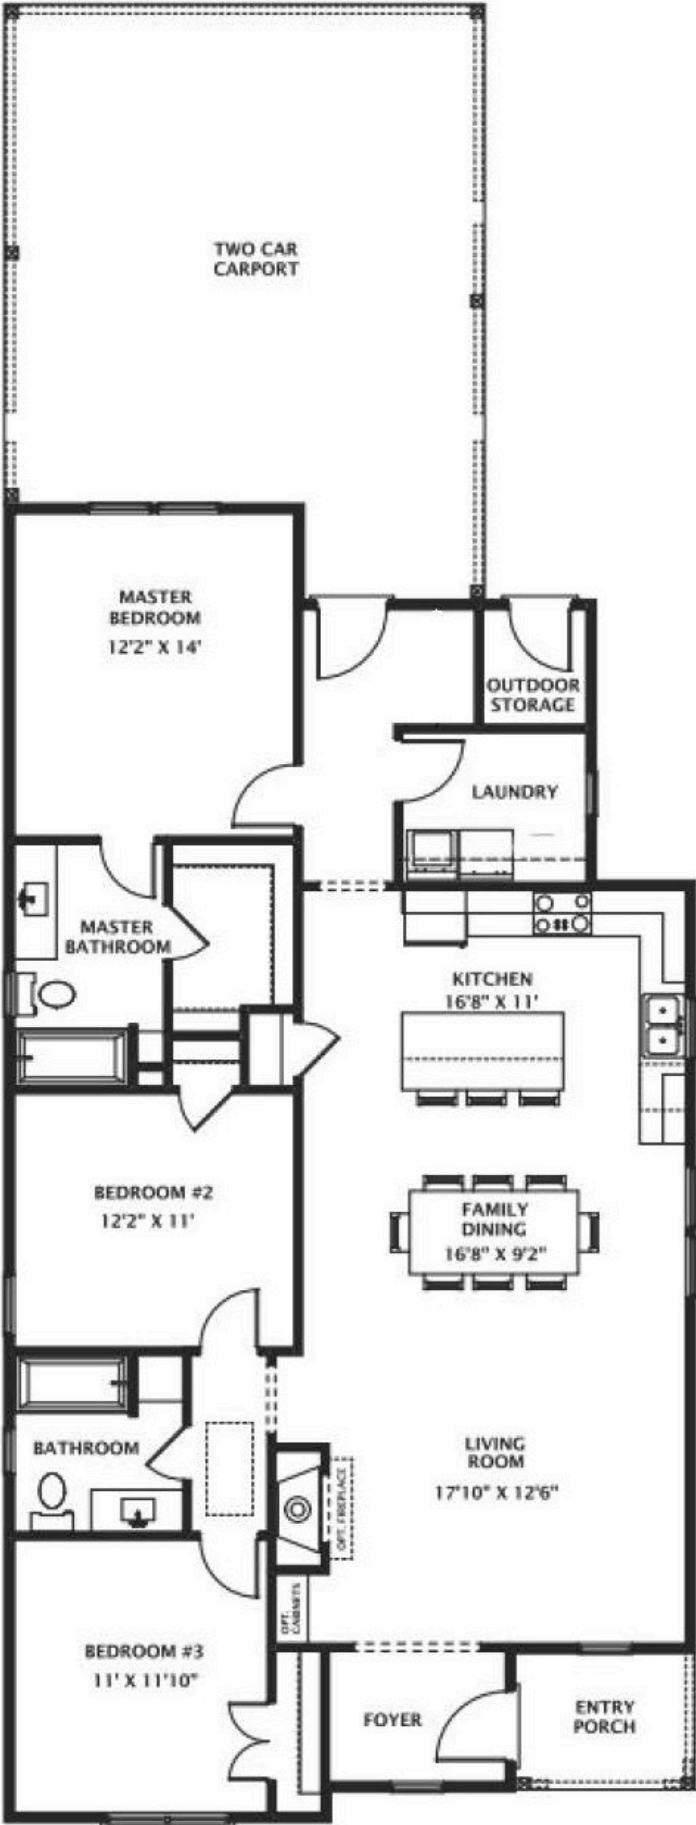 TWO CAR
CARPORT
MASTER
BEDROOM
12'2" X 14'
OUTDOOR
STORAGE
LAUNDRY
MASTER
BATHROOM
KITCHEN
16'8" X 11'
BEDROOM #2
12'2" X 11'
FAMILY
DINING
16'8" X 9'2"
BATHROOM
LIVING
ROOM
17'10" X 12'6"
OPT. FIREPLACE
OPT.
CABINETS
BEDROOM #3
11' X 11'10"
FOYER
ENTRY
PORCH